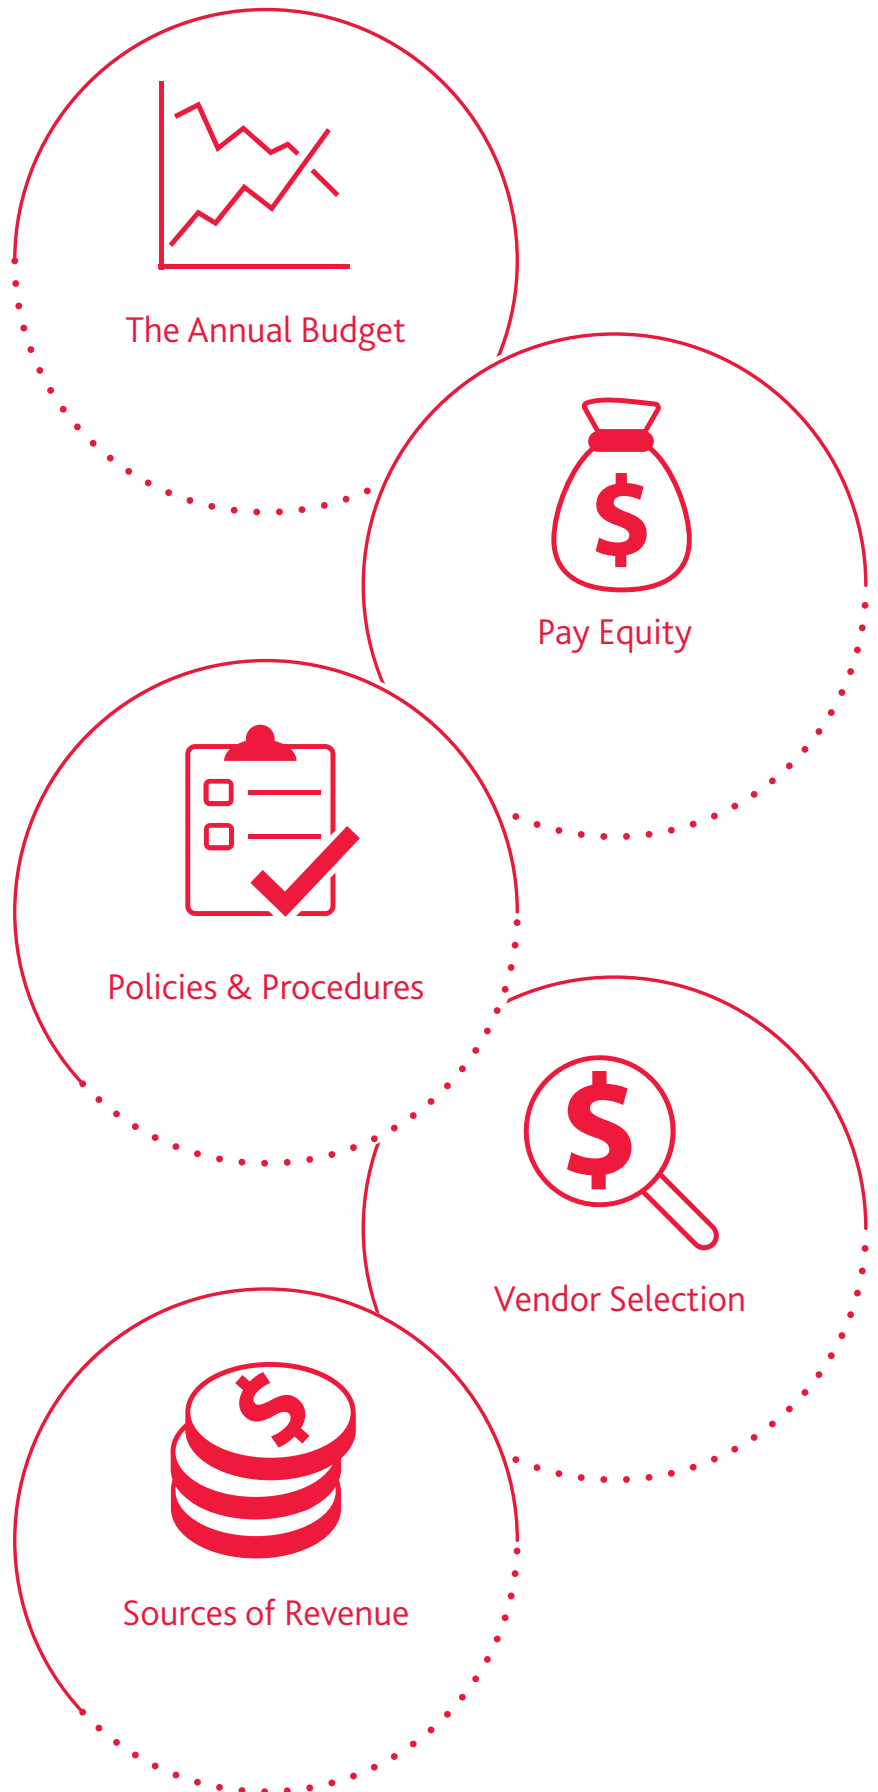 The Annual Budget
$
Pay Equity
Policies & Procedures
$
Vendor Selection
$
Sources of Revenue